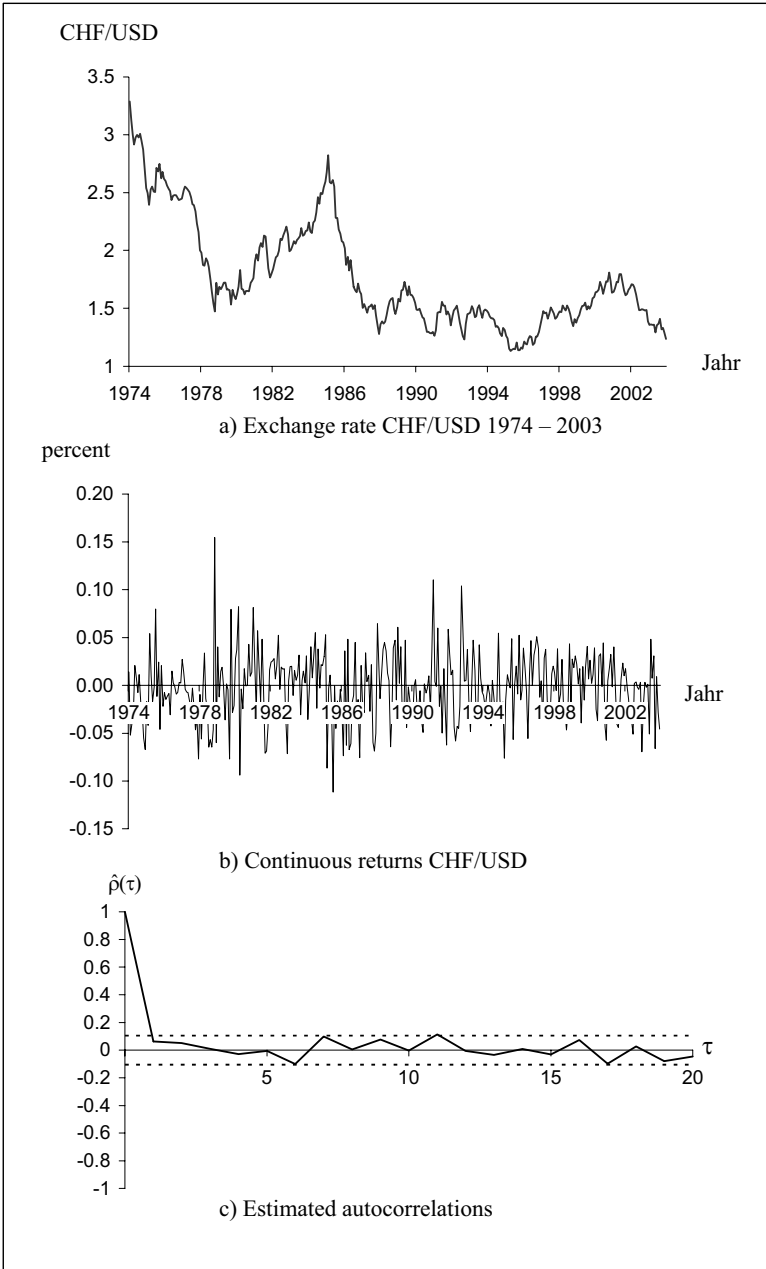 CHF/USD
3.5
3
2.5
2
1.5
1
1974 1978 1982 1986 1990 1994 1998 2002
Jahr
a) Exchange rate CHF/USD 1974 – 2003
percent
0.20
0.15
0.10
0.05
0.00
-0.05
-0.10
-0.15
1974 1978 1982 1986 1990 1994 1998 2002
Jahr
b) Continuous returns CHF/USD
ρ̂(τ)
1
0.8
0.6
0.4
0.2
0
-0.2
-0.4
-0.6
-0.8
-1
5 10 15 20
τ
c) Estimated autocorrelations